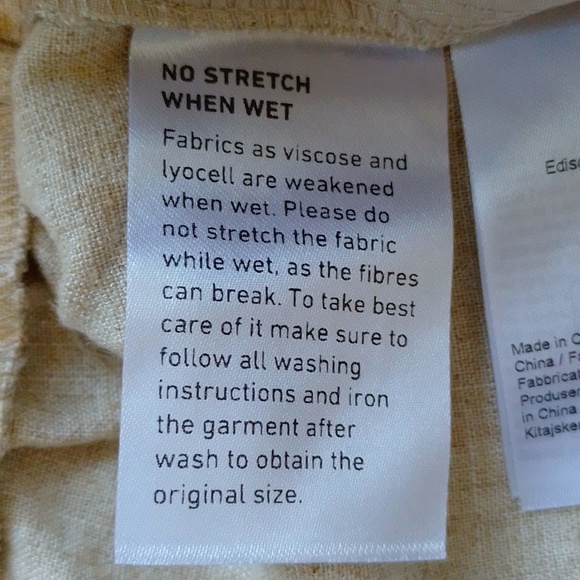 NO STRETCH
WHEN WET
Fabrics as viscose and
lyocell are weakened
when wet. Please do
not stretch the fabric
while wet, as the fibres
can break. To take best
care of it make sure to
follow all washing
instructions and iron
the garment after
wash to obtain the
original size.
Made in
China /
in China